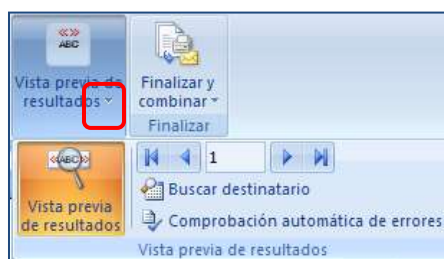 «»
ABC
Vista previa de
resultados
Finalizar y
combinar
Finalizar
«ABC»
Vista previa
de resultados
1
Buscar destinatario
Comprobación automática de errores
Vista previa de resultados